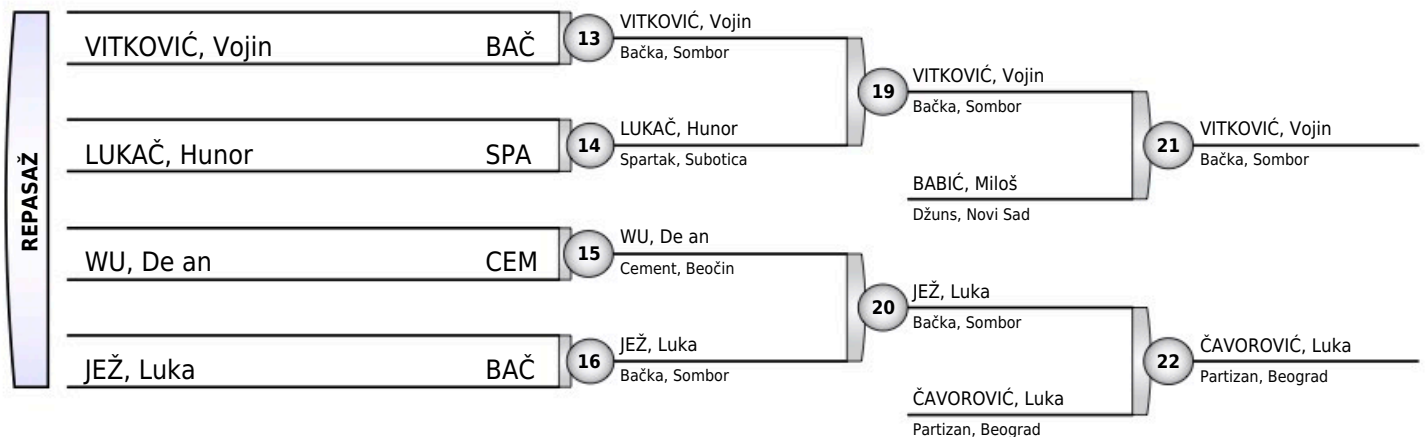 REPASAŽ
VITKOVIĆ, Vojin BAČ
LUKAČ, Hunor SPA
WU, De an CEM
JEŽ, Luka BAČ
13
VITKOVIĆ, Vojin
Bačka, Sombor
14
LUKAČ, Hunor
Spartak, Subotica
15
WU, De an
Cement, Beočin
16
JEŽ, Luka
Bačka, Sombor
19
VITKOVIĆ, Vojin
Bačka, Sombor
BABIĆ, Miloš
Džuns, Novi Sad
20
JEŽ, Luka
Bačka, Sombor
ČAVOROVIĆ, Luka
Partizan, Beograd
21
VITKOVIĆ, Vojin
Bačka, Sombor
22
ČAVOROVIĆ, Luka
Partizan, Beograd